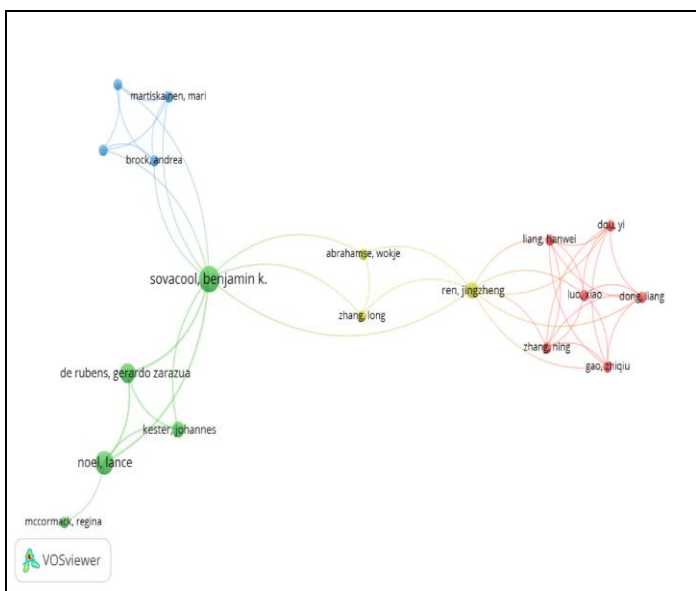 martiskainen, mari
brock, andrea
sovacool, benjamin k.
abrahamse, wokje
liang, hanwei
dou, yi
ren, jingzheng
luo, xiao
dong, liang
zhang, long
zhang, ning
gao, zhiqiu
de rubens, gerardo zarazua
kester, johannes
noel, lance
mccormack, regina
VOSviewer